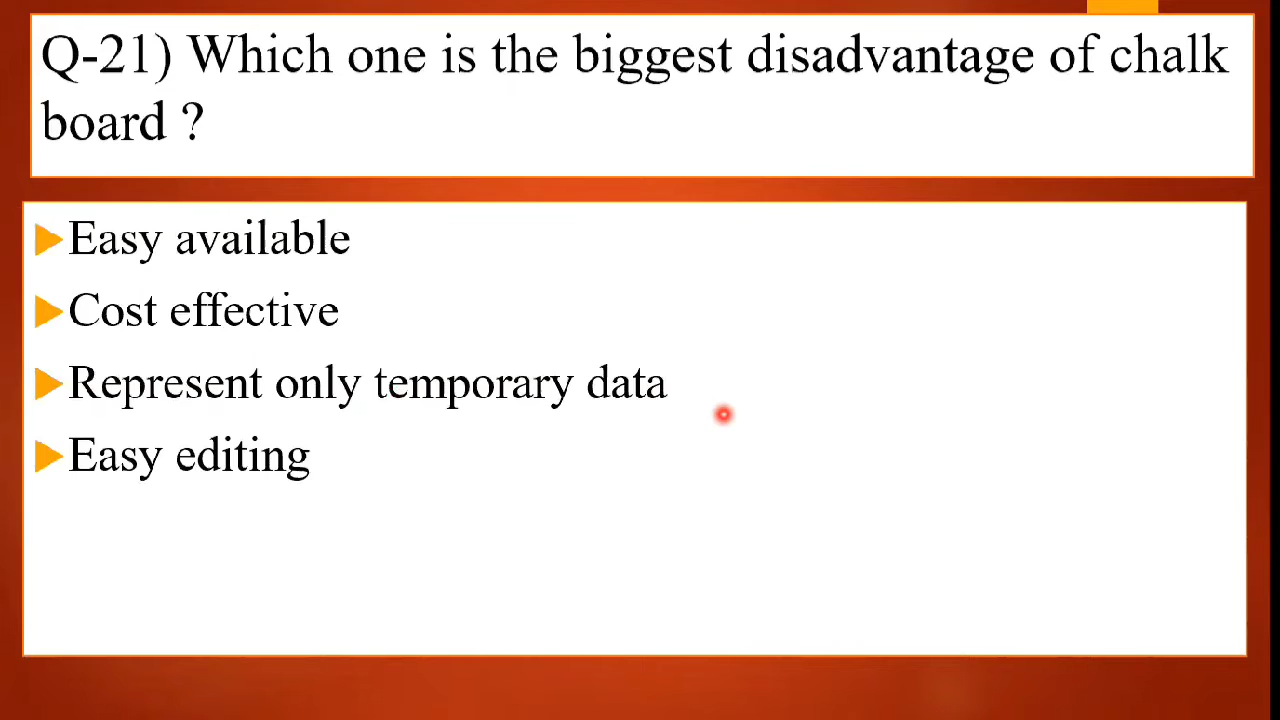 Q-21) Which one is the biggest disadvantage of chalk
board ?
Easy available
Cost effective
Represent only temporary data
Easy editing